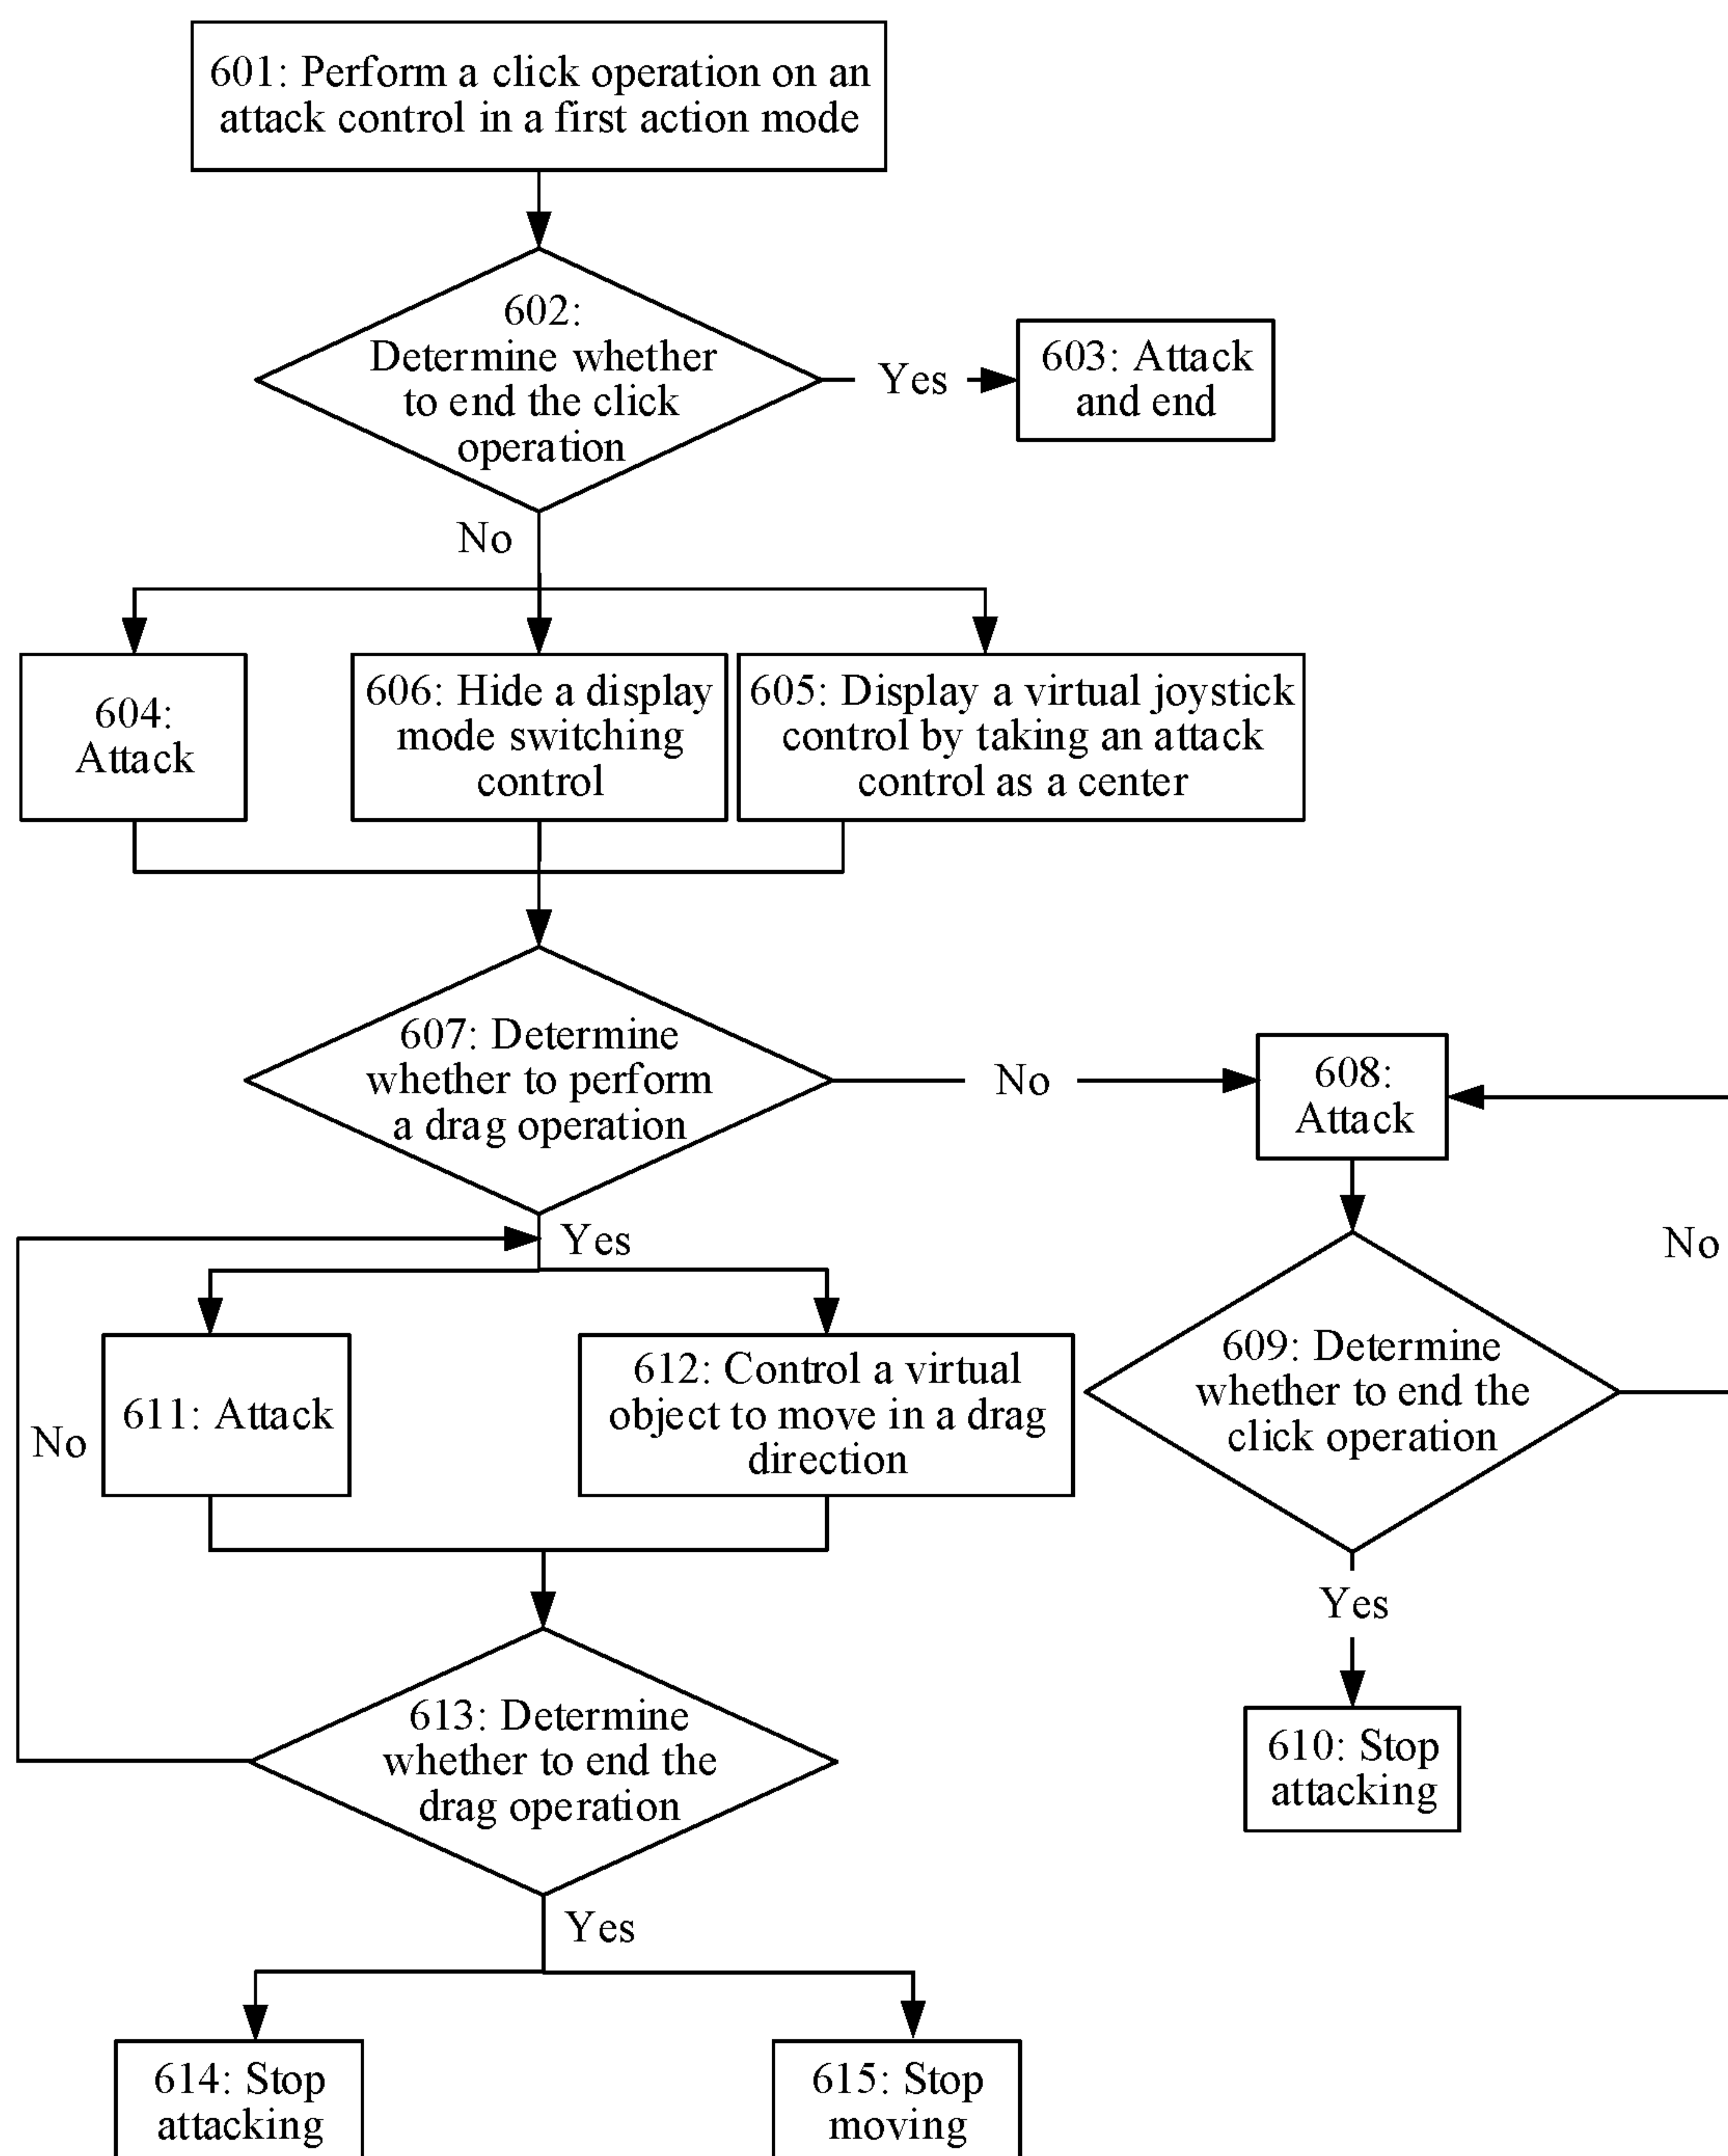 601: Perform a click operation on an
attack control in a first action mode
602:
Determine whether
to end the click
operation
Yes
603: Attack
and end
No
604:
Attack
606: Hide a display
mode switching
control
605: Display a virtual joystick
control by taking an attack
control as a center
607: Determine
whether to perform
a drag operation
No
608:
Attack
Yes
No
611: Attack
612: Control a virtual
object to move in a drag
direction
609: Determine
whether to end the
click operation
No
Yes
613: Determine
whether to end the
drag operation
610: Stop
attacking
Yes
614: Stop
attacking
615: Stop
moving